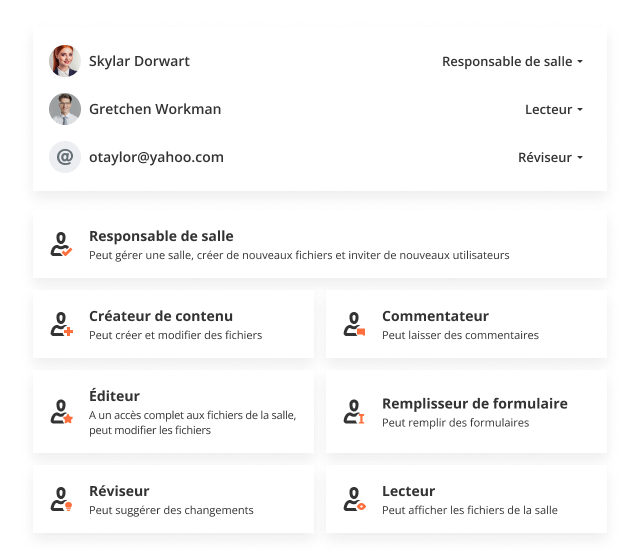 Skylar Dorwart
Responsable de salle
Gretchen Workman
Lecteur
@
otaylor@yahoo.com
Réviseur
Responsable de salle
Peut gérer une salle, créer de nouveaux fichiers et inviter de nouveaux utilisateurs
Créateur de contenu
Peut créer et modifier des fichiers
Commentateur
Peut laisser des commentaires
Éditeur
A un accès complet aux fichiers de la salle,
peut modifier les fichiers
Remplisseur de formulaire
Peut remplir des formulaires
Réviseur
Peut suggérer des changements
Lecteur
Peut afficher les fichiers de la salle